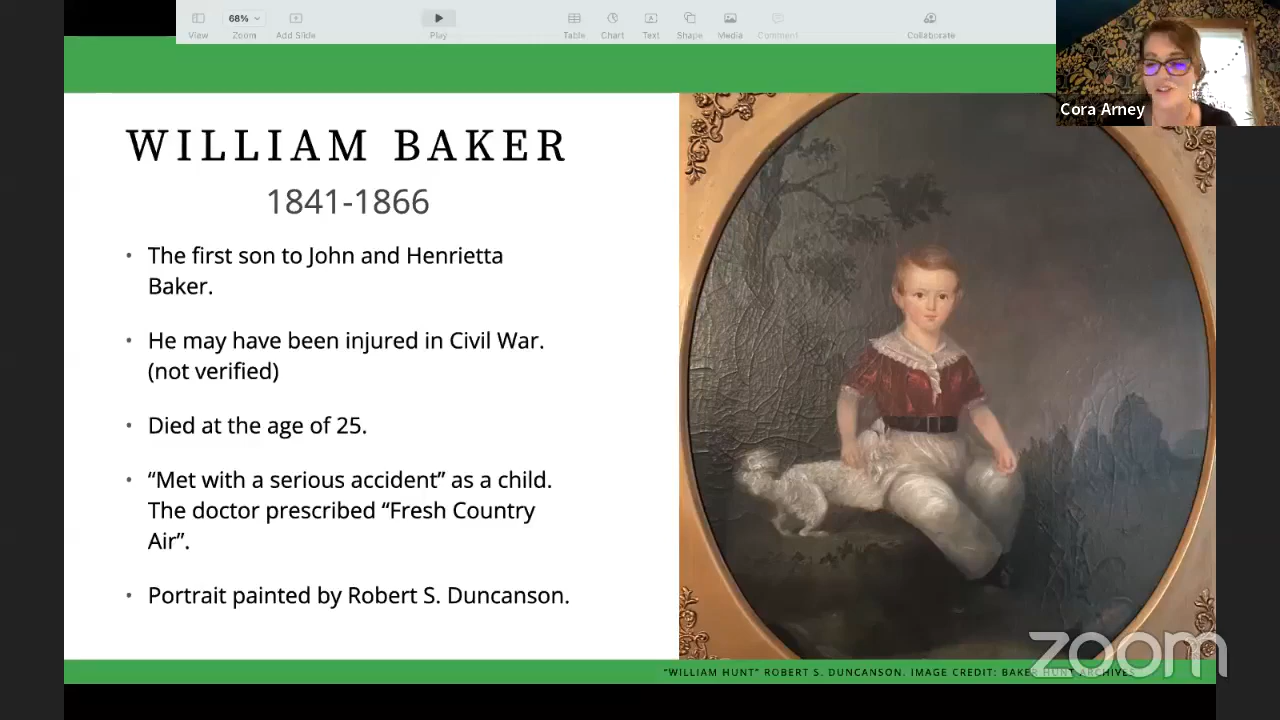 68%
View
Zoom
Add Slide
Play
Table
Chart
Text
Shape
Media
Comment
Collaborate
Cora Arney
WILLIAM BAKER
1841-1866
• The first son to John and Henrietta
Baker.
• He may have been injured in Civil War.
(not verified)
• Died at the age of 25.
• “Met with a serious accident” as a child.
The doctor prescribed “Fresh Country
Air”.
• Portrait painted by Robert S. Duncanson.
zoom
“WILLIAM HUNT” ROBERT S. DUNCANSON. IMAGE CREDIT: BAKER HUNT ARCHIVES